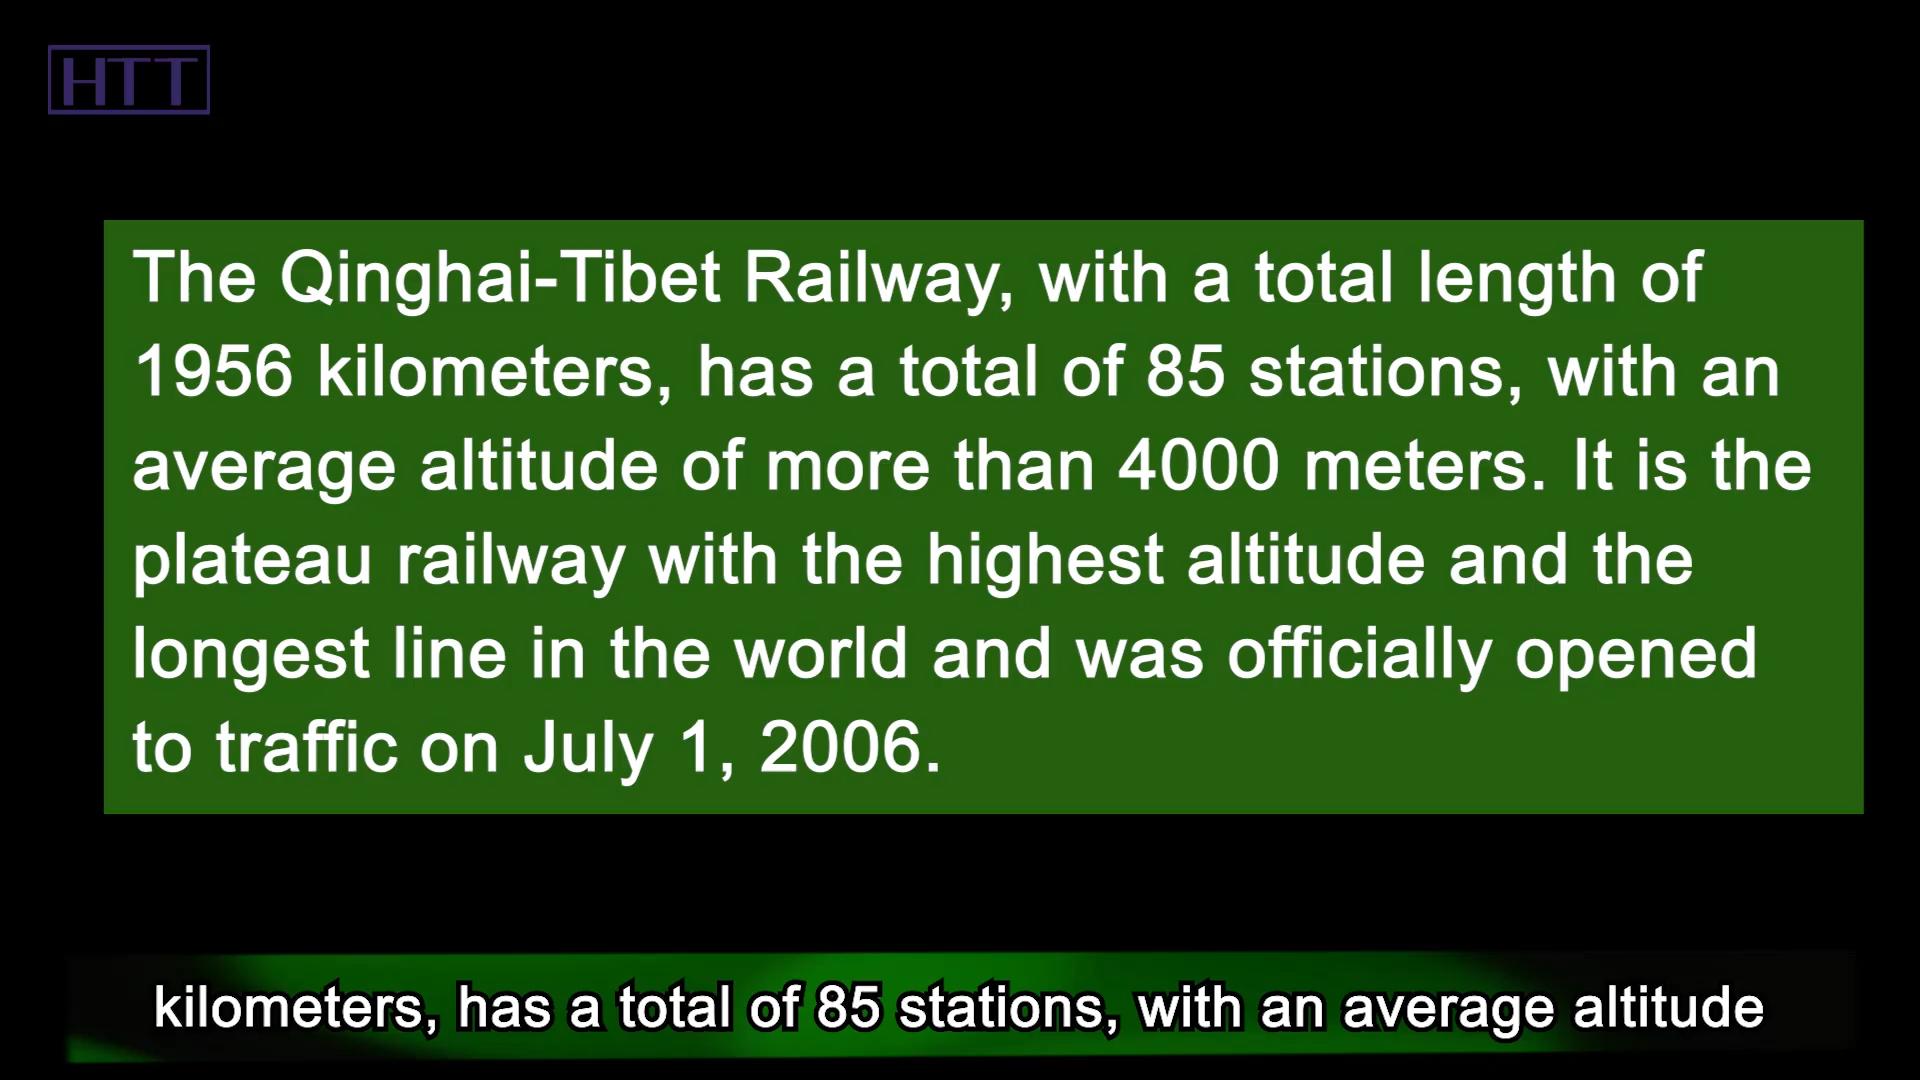 HTT
The Qinghai-Tibet Railway, with a total length of
1956 kilometers, has a total of 85 stations, with an
average altitude of more than 4000 meters. It is the
plateau railway with the highest altitude and the
longest line in the world and was officially opened
to traffic on July 1, 2006.
kilometers, has a total of 85 stations, with an average altitude